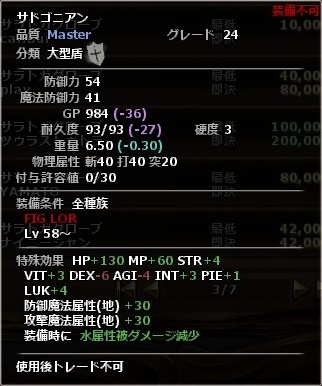 装備不可
サドゴニアン
品質 Master グレード 24
分類 大型盾
防御力 54
魔法防御力 41
GP 984 (-36)
耐久度 93/93 (-27) 硬度 3
重量 6.50 (-0.30)
物理属性 斬40 打40 突20
付与許容値 0/30
装備条件 全種族
FIG LOR
Lv 58～
特殊効果 HP+130 MP+60 STR+4
VIT+3 DEX-6 AGI-4 INT+3 PIE+1
LUK+4
防御魔法属性(地) +30
攻撃魔法属性(地) +30
装備時に 水属性被ダメージ減少
3/7
使用後トレード不可